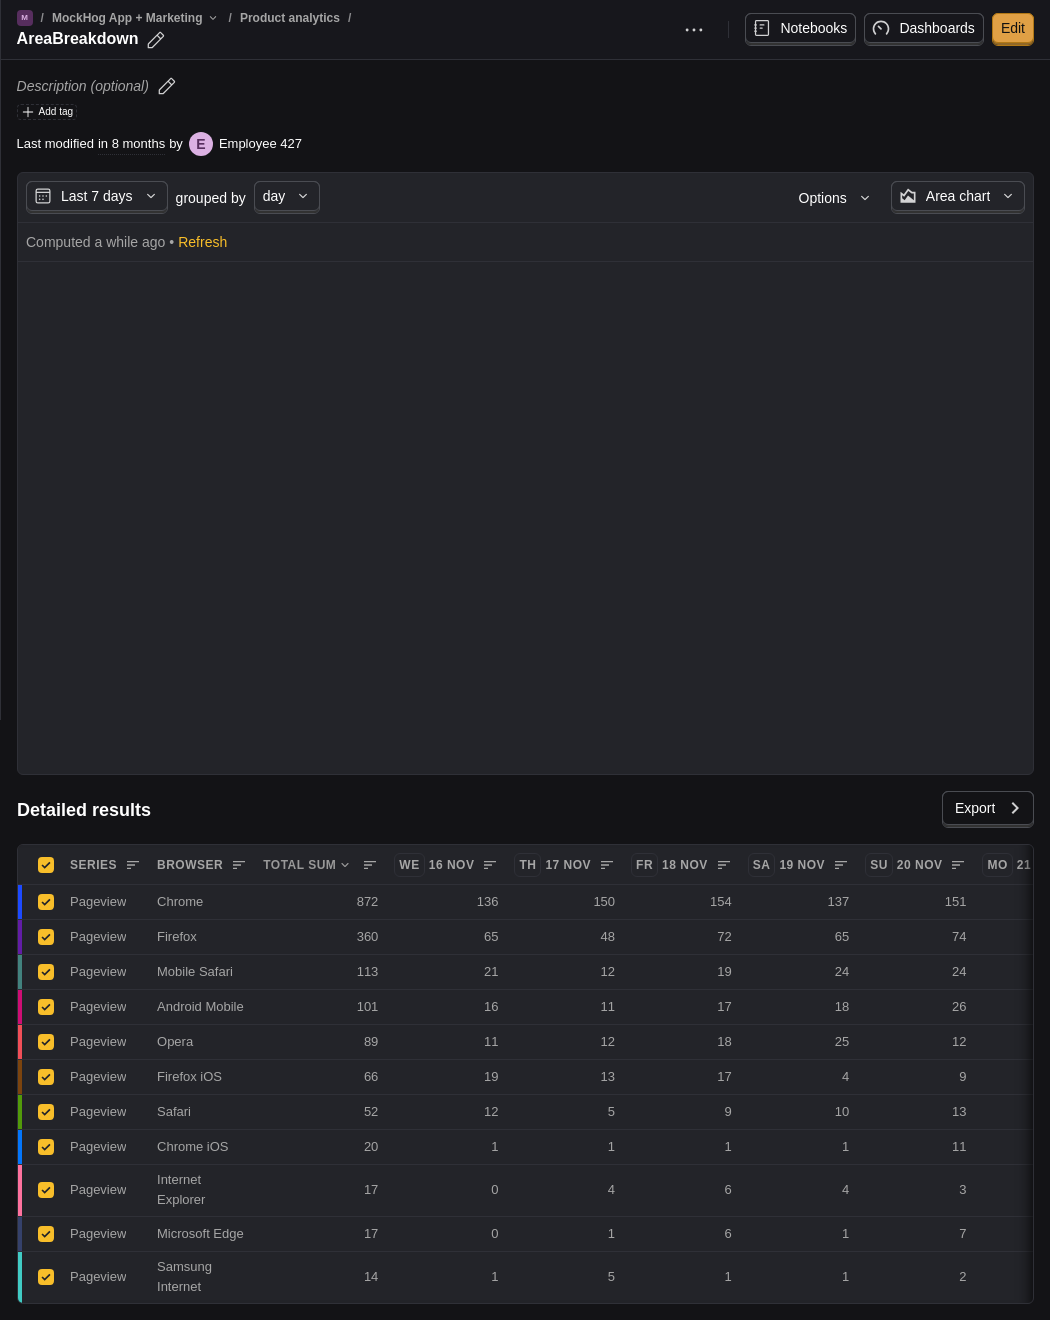 M / MockHog App + Marketing / Product analytics /
AreaBreakdown
Notebooks Dashboards Edit
Description (optional)
Add tag
Last modified in 8 months by E Employee 427
Last 7 days grouped by day Options Area chart
Computed a while ago • Refresh
Detailed results Export
SERIES BROWSER TOTAL SUM WE 16 NOV TH 17 NOV FR 18 NOV SA 19 NOV SU 20 NOV MO 21
Pageview Chrome 872 136 150 154 137 151
Pageview Firefox 360 65 48 72 65 74
Pageview Mobile Safari 113 21 12 19 24 24
Pageview Android Mobile 101 16 11 17 18 26
Pageview Opera 89 11 12 18 25 12
Pageview Firefox iOS 66 19 13 17 4 9
Pageview Safari 52 12 5 9 10 13
Pageview Chrome iOS 20 1 1 1 1 11
Pageview Internet Explorer 17 0 4 6 4 3
Pageview Microsoft Edge 17 0 1 6 1 7
Pageview Samsung Internet 14 1 5 1 1 2